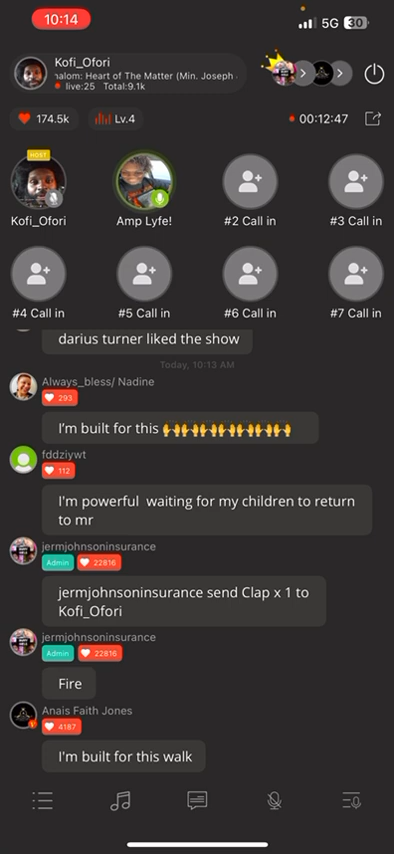 10:14
5G 30
Kofi_Ofori
halom: Heart of The Matter (Min. Joseph
live:25 Total:9.1k
174.5k
Lv.4
00:12:47
HOST
Kofi_Ofori
Amp Lyfe!
#2 Call in
#3 Call in
#4 Call in
#5 Call in
#6 Call in
#7 Call in
darius turner liked the show
Today, 10:13 AM
Always_bless/ Nadine
293
I'm built for this 🙌🙌🙌🙌🙌🙌🙌🙌🙌
fddziywt
112
I'm powerful waiting for my children to return
to mr
jermjohnsoninsurance
Admin 22816
jermjohnsoninsurance send Clap x 1 to
Kofi_Ofori
jermjohnsoninsurance
Admin 22816
Fire
Anais Faith Jones
4187
I'm built for this walk